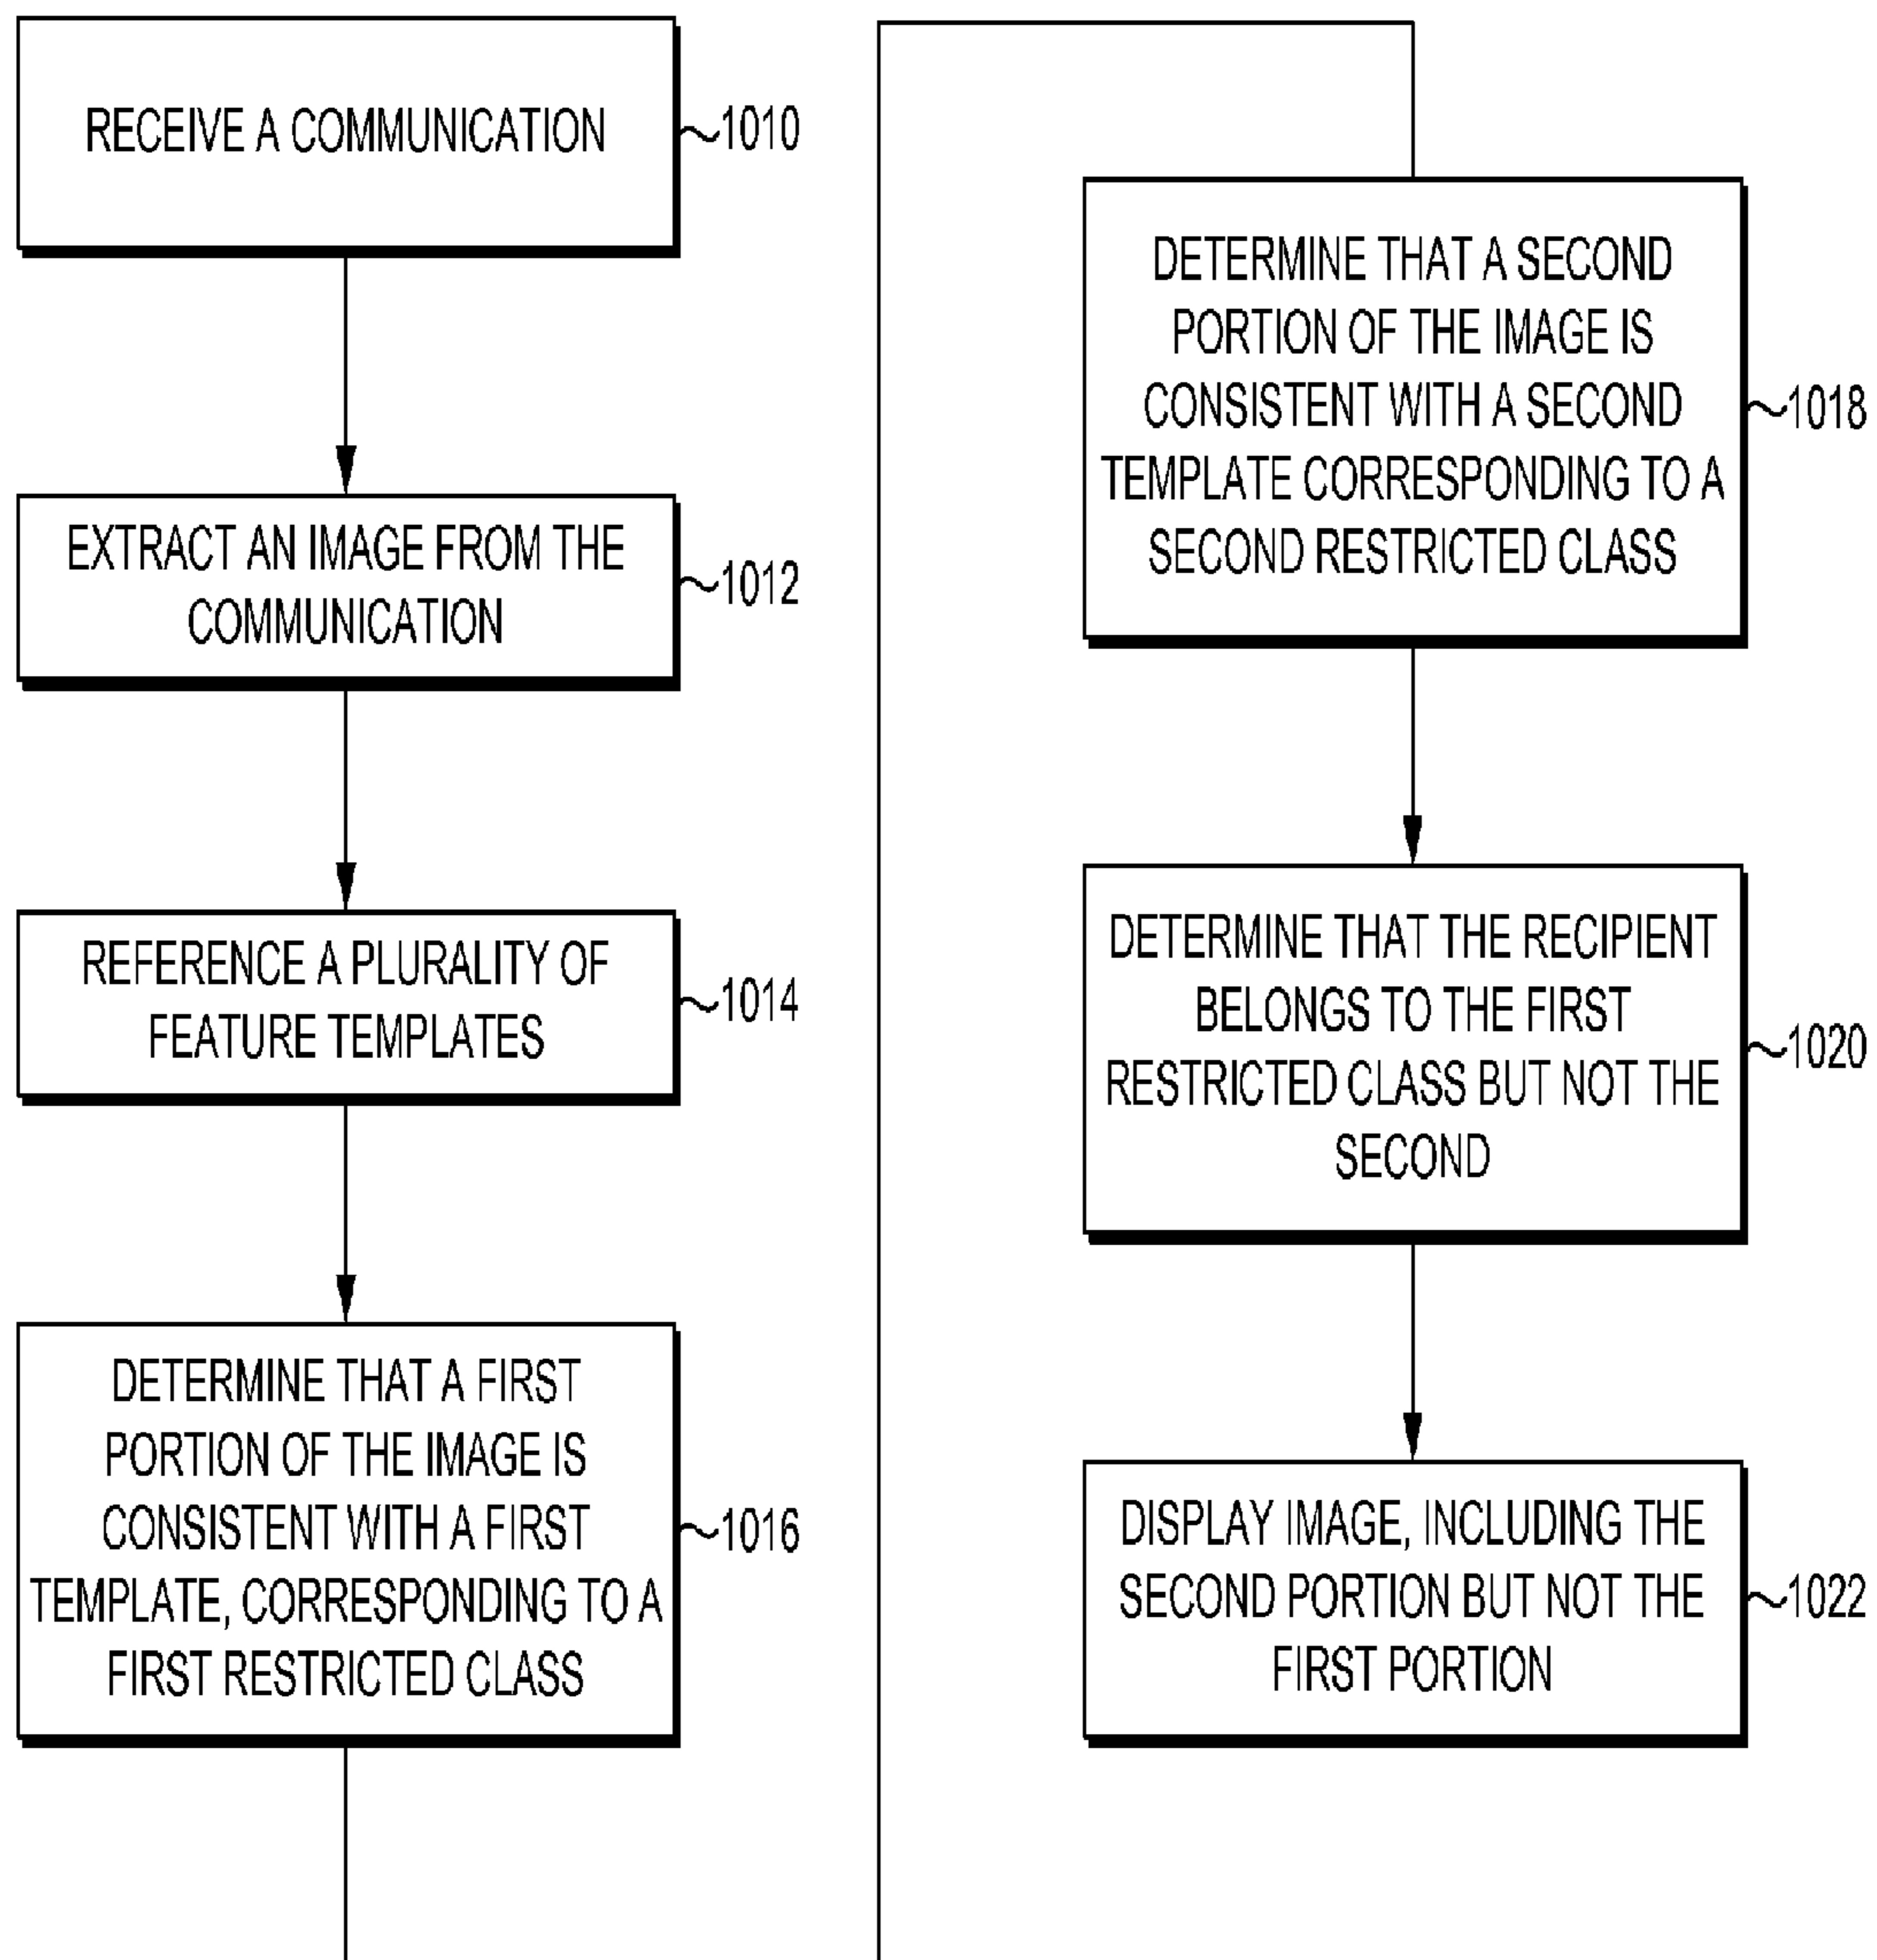 RECEIVE A COMMUNICATION
1010
EXTRACT AN IMAGE FROM THE
COMMUNICATION
1012
REFERENCE A PLURALITY OF
FEATURE TEMPLATES
1014
DETERMINE THAT A FIRST
PORTION OF THE IMAGE IS
CONSISTENT WITH A FIRST
TEMPLATE, CORRESPONDING TO A
FIRST RESTRICTED CLASS
1016
DETERMINE THAT A SECOND
PORTION OF THE IMAGE IS
CONSISTENT WITH A SECOND
TEMPLATE CORRESPONDING TO A
SECOND RESTRICTED CLASS
1018
DETERMINE THAT THE RECIPIENT
BELONGS TO THE FIRST
RESTRICTED CLASS BUT NOT THE
SECOND
1020
DISPLAY IMAGE, INCLUDING THE
SECOND PORTION BUT NOT THE
FIRST PORTION
1022